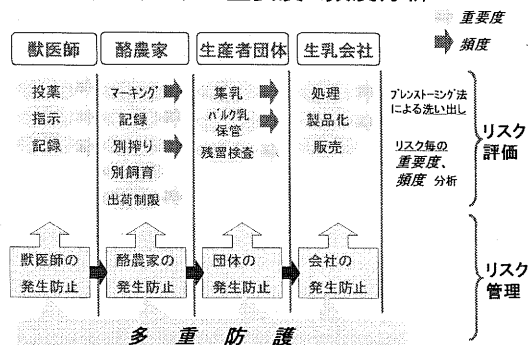 重要度
頻度
獣医師
酪農家
生産者団体
生乳会社
投薬
指示
記録
マーキング
記録
別搾り
別飼育
出荷制限
集乳
バルク乳
保管
残留検査
処理
製品化
販売
ブレンストーミング法
による洗い出し
リスク毎の
重要度、
頻度 分析
リスク
評価
獣医師の
発生防止
酪農家の
発生防止
団体の
発生防止
会社の
発生防止
リスク
管理
多重防護